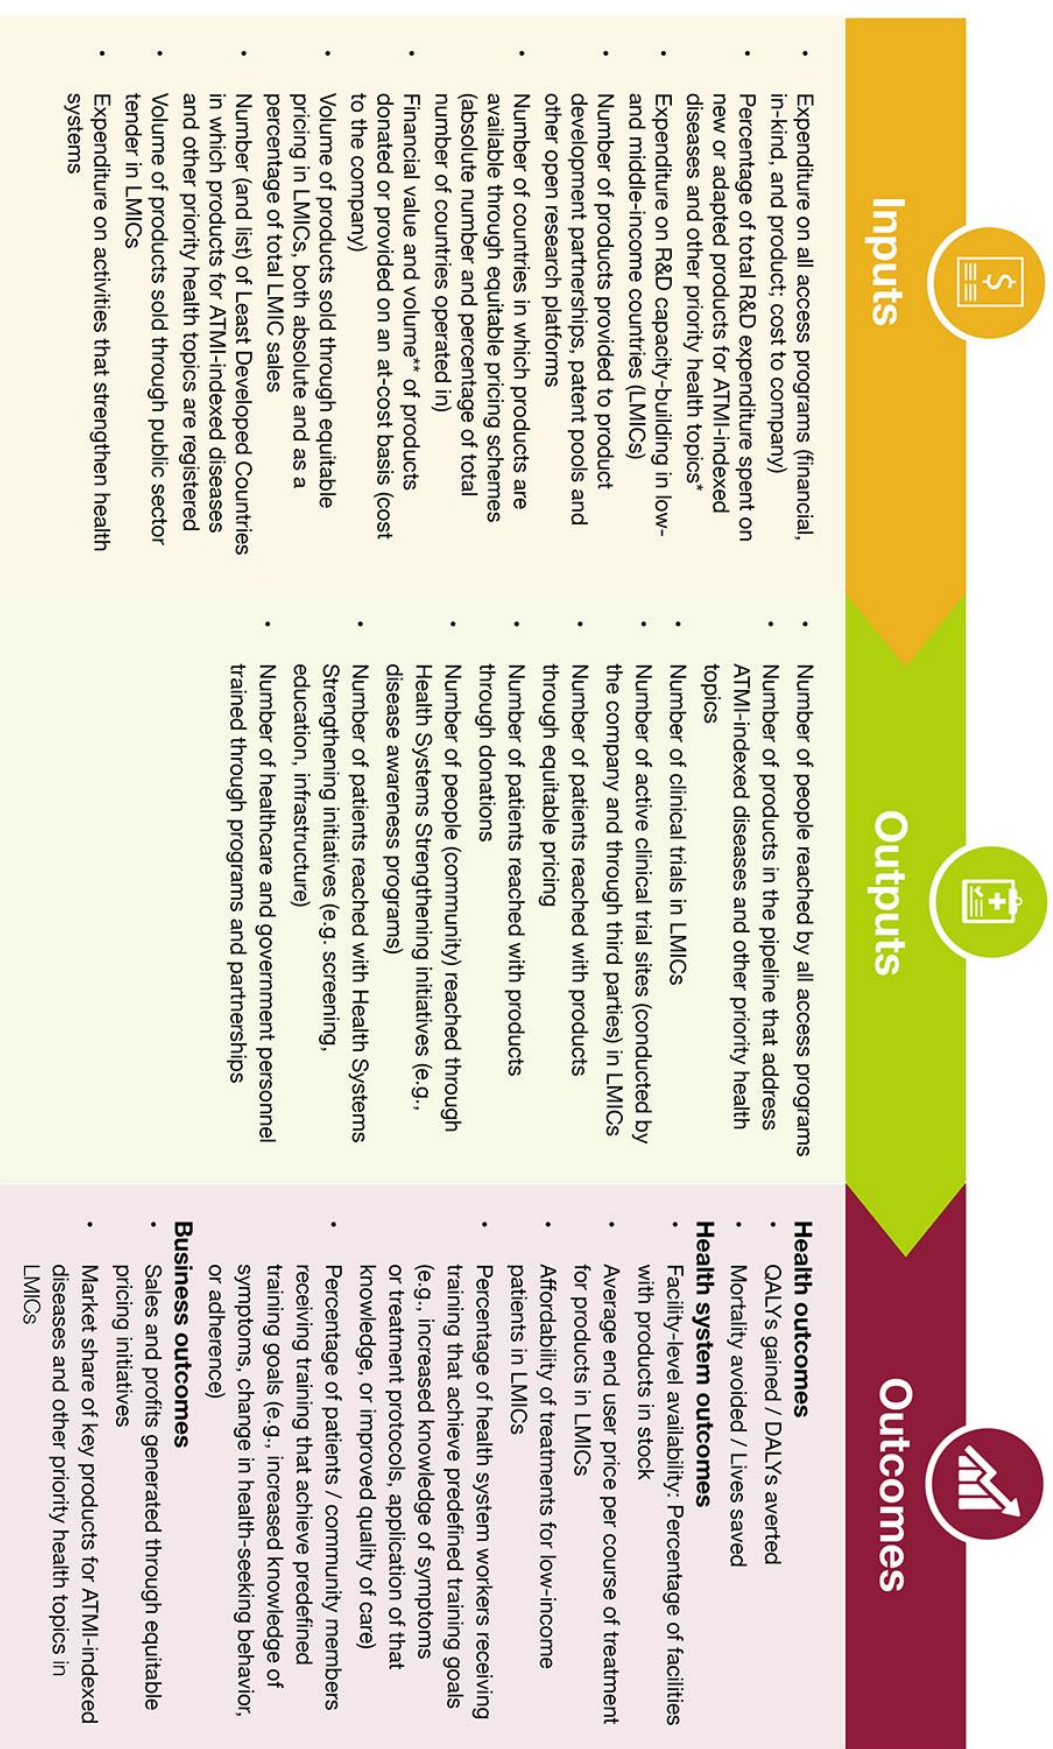 Inputs
• Expenditure on all access programs (financial,
in-kind, and product; cost to company)
• Percentage of total R&D expenditure spent on
new or adapted products for ATMI-indexed
diseases and other priority health topics*
• Expenditure on R&D capacity-building in low-
and middle-income countries (LMICs)
• Number of products provided to product
development partnerships, patent pools and
other open research platforms
• Number of countries in which products are
available through equitable pricing schemes
(absolute number and percentage of total
number of countries operated in)
• Financial value and volume** of products
donated or provided on an at-cost basis (cost
to the company)
• Volume of products sold through equitable
pricing in LMICs, both absolute and as a
percentage of total LMIC sales
• Number (and list) of Least Developed Countries
in which products for ATMI-indexed diseases
and other priority health topics are registered
• Volume of products sold through public sector
tender in LMICs
• Expenditure on activities that strengthen health
systems
Outputs
• Number of people reached by all access programs
• Number of products in the pipeline that address
ATMI-indexed diseases and other priority health
topics
• Number of clinical trials in LMICs
• Number of active clinical trial sites (conducted by
the company and through third parties) in LMICs
• Number of patients reached with products
through equitable pricing
• Number of patients reached with products
through donations
• Number of people (community) reached through
Health Systems Strengthening initiatives (e.g.,
disease awareness programs)
• Number of patients reached with Health Systems
Strengthening initiatives (e.g. screening,
education, infrastructure)
• Number of healthcare and government personnel
trained through programs and partnerships
Outcomes
Health outcomes
• QALYs gained / DALYs averted
• Mortality avoided / Lives saved
Health system outcomes
• Facility-level availability: Percentage of facilities
with products in stock
• Average end user price per course of treatment
for products in LMICs
• Affordability of treatments for low-income
patients in LMICs
• Percentage of health system workers receiving
training that achieve predefined training goals
(e.g., increased knowledge of symptoms
or treatment protocols, application of that
knowledge, or improved quality of care)
• Percentage of patients / community members
receiving training that achieve predefined
training goals (e.g., increased knowledge of
symptoms, change in health-seeking behavior,
or adherence)
Business outcomes
• Sales and profits generated through equitable
pricing initiatives
• Market share of key products for ATMI-indexed
diseases and other priority health topics in
LMICs